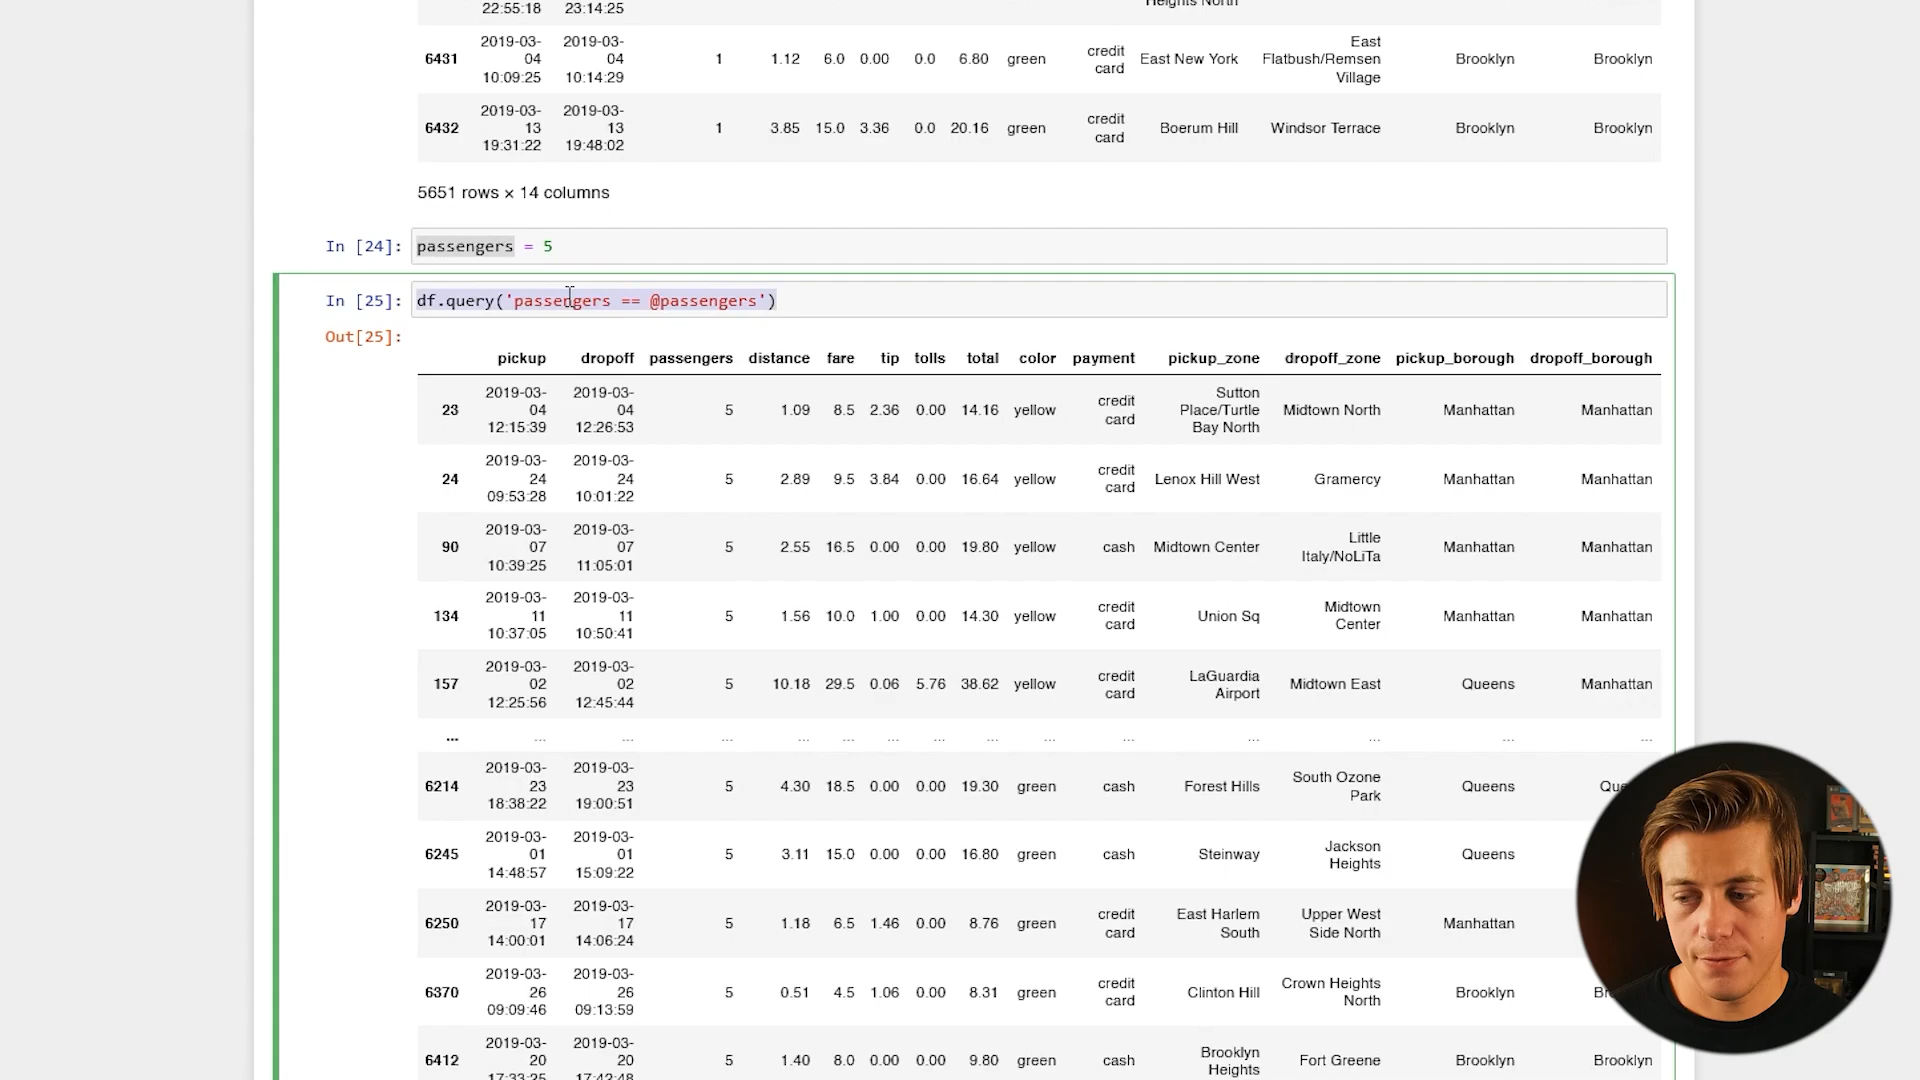 22:55:18 23:14:25 Heights North
6431 2019-03-04 10:09:25 2019-03-04 10:14:29 1 1.12 6.0 0.00 0.0 6.80 green credit card East New York East Flatbush/Remsen Village Brooklyn Brooklyn
6432 2019-03-13 19:31:22 2019-03-13 19:48:02 1 3.85 15.0 3.36 0.0 20.16 green credit card Boerum Hill Windsor Terrace Brooklyn Brooklyn
5651 rows × 14 columns
In [24]: passengers = 5
In [25]: df.query('passengers == @passengers')
Out[25]:
pickup dropoff passengers distance fare tip tolls total color payment pickup_zone dropoff_zone pickup_borough dropoff_borough
23 2019-03-04 12:15:39 2019-03-04 12:26:53 5 1.09 8.5 2.36 0.00 14.16 yellow credit card Sutton Place/Turtle Bay North Midtown North Manhattan Manhattan
24 2019-03-24 09:53:28 2019-03-24 10:01:22 5 2.89 9.5 3.84 0.00 16.64 yellow credit card Lenox Hill West Gramercy Manhattan Manhattan
90 2019-03-07 10:39:25 2019-03-07 11:05:01 5 2.55 16.5 0.00 0.00 19.80 yellow cash Midtown Center Little Italy/NoLiTa Manhattan Manhattan
134 2019-03-11 10:37:05 2019-03-11 10:50:41 5 1.56 10.0 1.00 0.00 14.30 yellow credit card Union Sq Midtown Center Manhattan Manhattan
157 2019-03-02 12:25:56 2019-03-02 12:45:44 5 10.18 29.5 0.06 5.76 38.62 yellow credit card LaGuardia Airport Midtown East Queens Manhattan
... ... ... ... ... ... ... ... ... ... ... ... ... ... ...
6214 2019-03-23 18:38:22 2019-03-23 19:00:51 5 4.30 18.5 0.00 0.00 19.30 green cash Forest Hills South Ozone Park Queens
6245 2019-03-01 14:48:57 2019-03-01 15:09:22 5 3.11 15.0 0.00 0.00 16.80 green cash Steinway Jackson Heights Queens
6250 2019-03-17 14:00:01 2019-03-17 14:06:24 5 1.18 6.5 1.46 0.00 8.76 green credit card East Harlem South Upper West Side North Manhattan
6370 2019-03-26 09:09:46 2019-03-26 09:13:59 5 0.51 4.5 1.06 0.00 8.31 green credit card Clinton Hill Crown Heights North Brooklyn
6412 2019-03-20 17:33:25 2019-03-20 17:42:48 5 1.40 8.0 0.00 0.00 9.80 green cash Brooklyn Heights Fort Greene Brooklyn Brooklyn